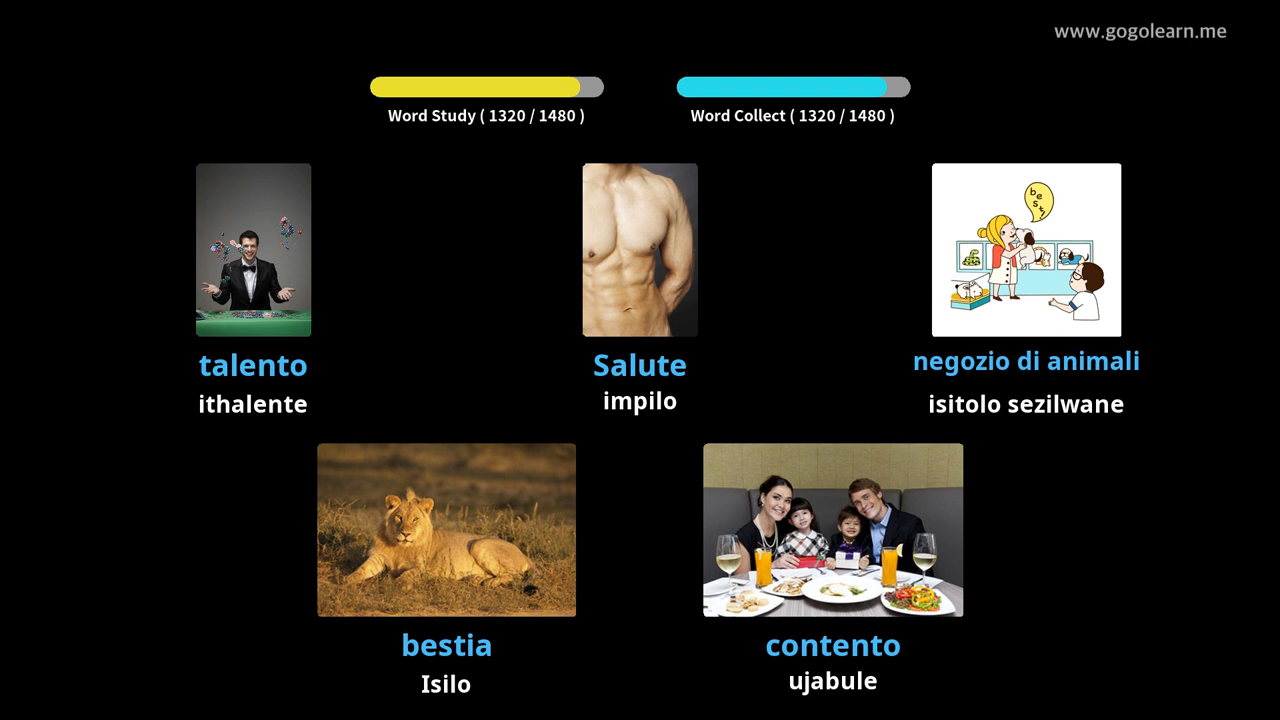 www.gogolearn.me
Word Study ( 1320 / 1480 )
Word Collect ( 1320 / 1480 )
best!
talento
Salute
negozio di animali
ithalente
impilo
isitolo sezilwane
bestia
contento
Isilo
ujabule